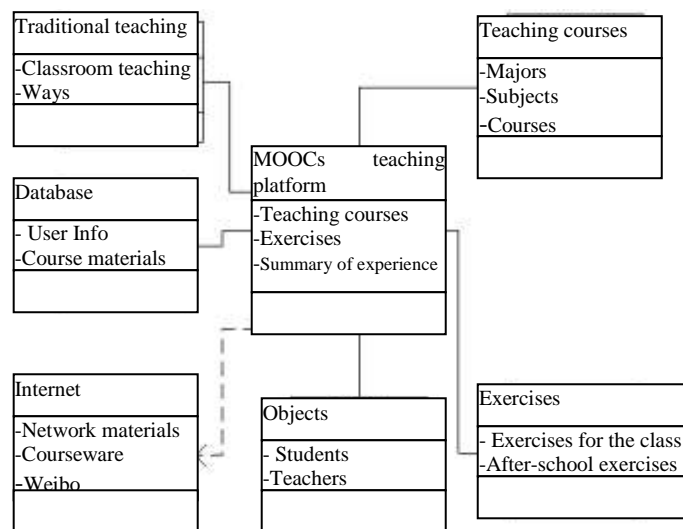 Traditional teaching
-Classroom teaching
-Ways
Teaching courses
-Majors
-Subjects
-Courses
MOOCs teaching
platform
-Teaching courses
-Exercises
-Summary of experience
Database
- User Info
-Course materials
Internet
-Network materials
-Courseware
-Weibo
Objects
- Students
-Teachers
Exercises
- Exercises for the class
-After-school exercises